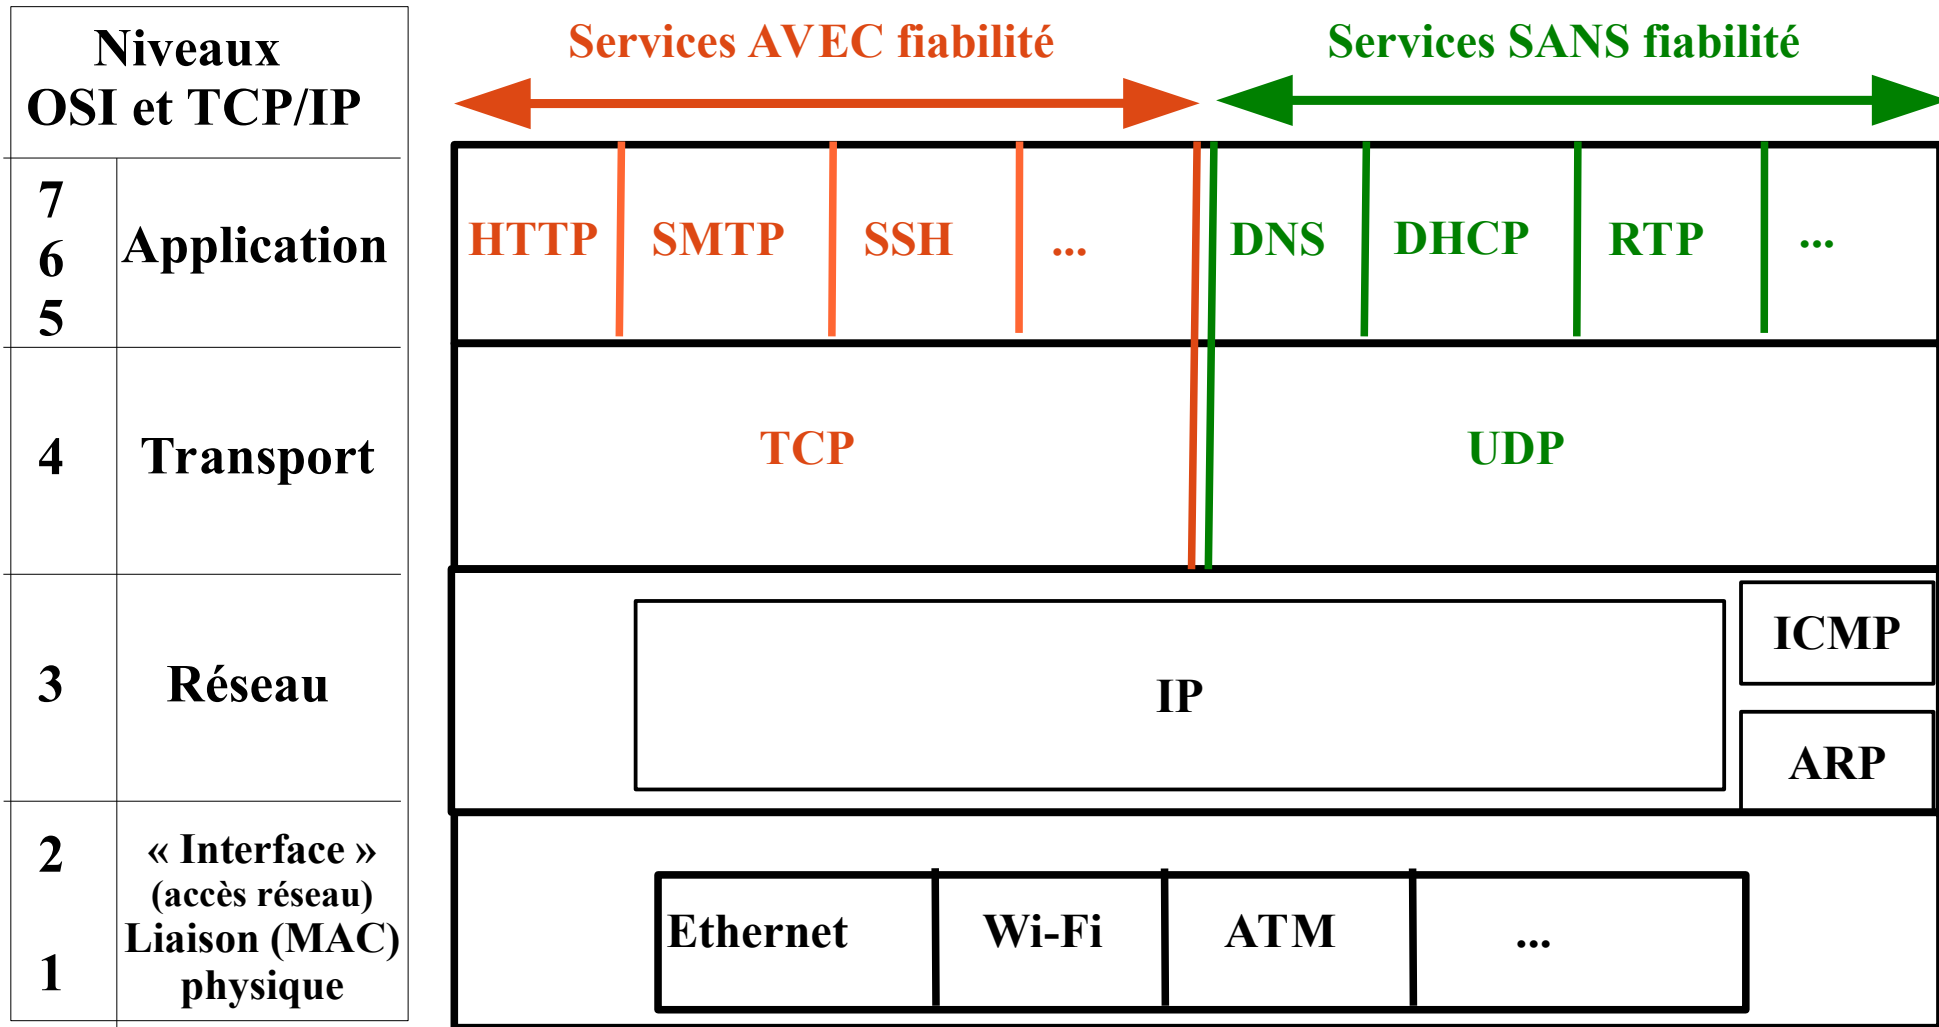 Niveaux
OSI et TCP/IP
Services AVEC fiabilité
Services SANS fiabilité
7
6
5
Application
HTTP
SMTP
SSH
...
DNS
DHCP
RTP
...
4
Transport
TCP
UDP
3
Réseau
IP
ICMP
ARP
2
1
« Interface »
(accès réseau)
Liaison (MAC)
physique
Ethernet
Wi-Fi
ATM
...